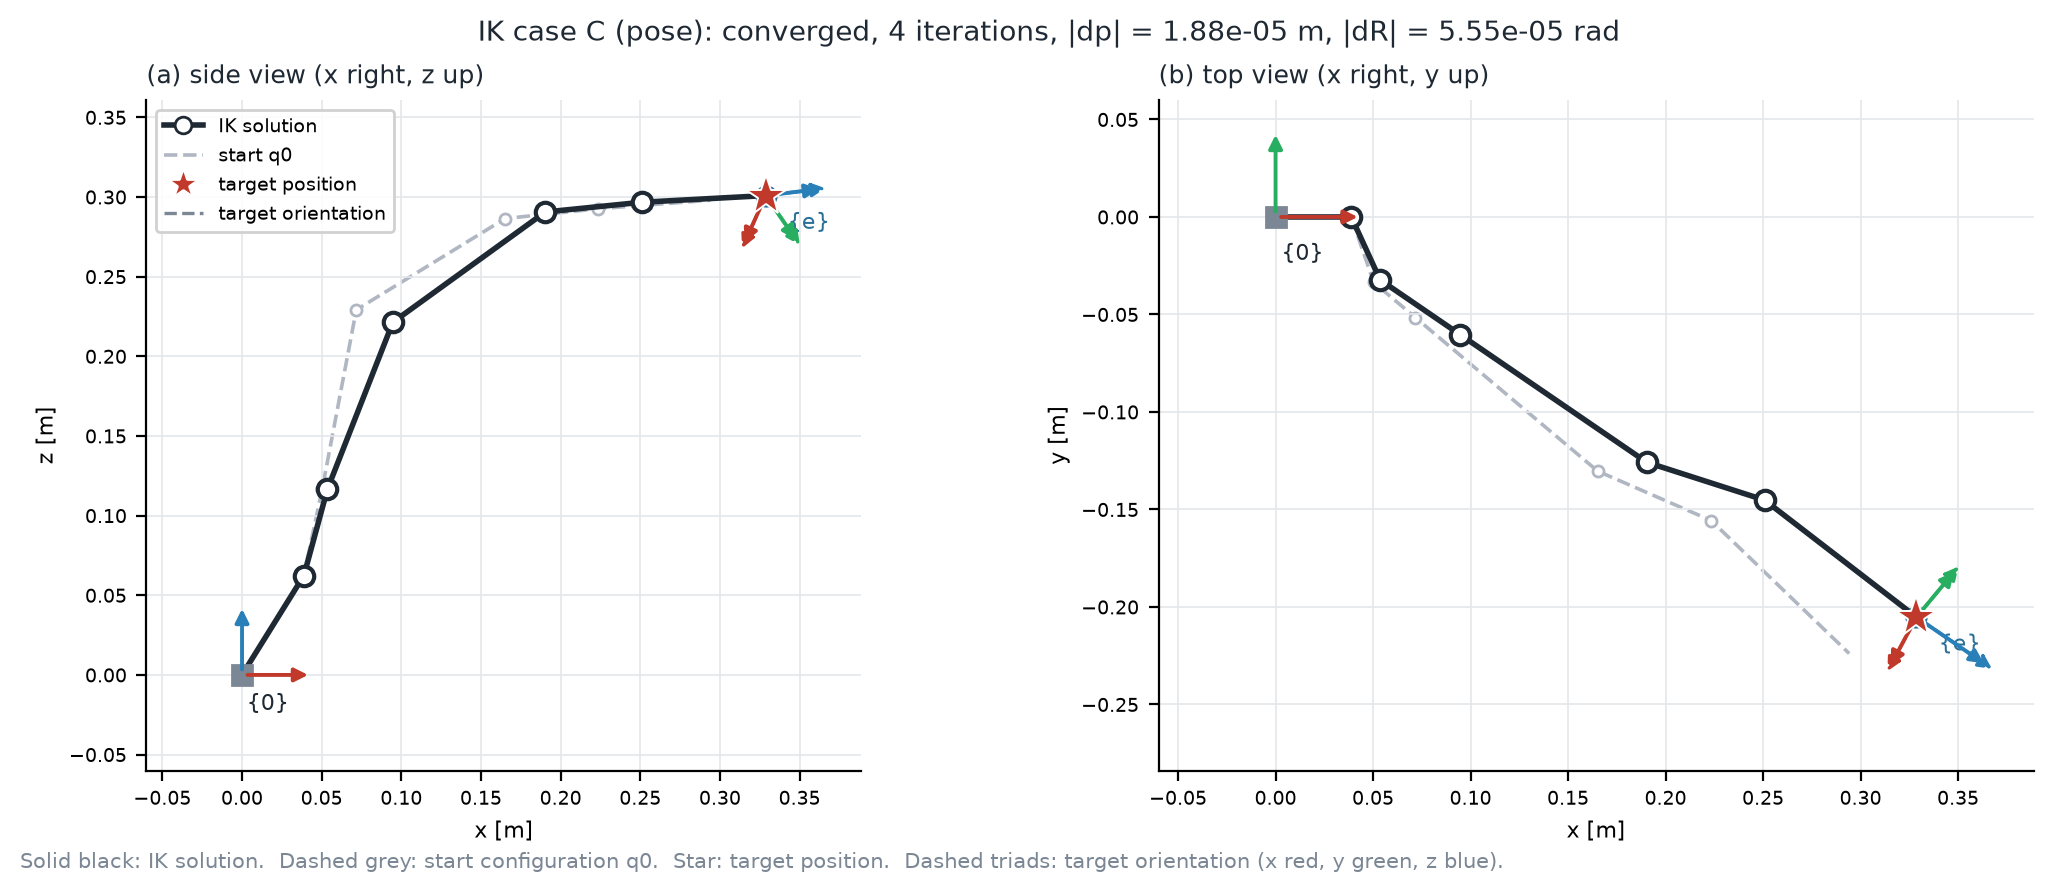 IK case C (pose): converged, 4 iterations, |dp| = 1.88e-05 m, |dR| = 5.55e-05 rad
(a) side view (x right, z up)
IK solution
start q0
target position
target orientation
0.35
0.30
0.25
0.20
0.15
0.10
0.05
0.00
−0.05
z [m]
{e}
{0}
−0.05 0.00 0.05 0.10 0.15 0.20 0.25 0.30 0.35
x [m]
(b) top view (x right, y up)
0.05
0.00
−0.05
−0.10
−0.15
−0.20
−0.25
y [m]
{0}
{e}
−0.05 0.00 0.05 0.10 0.15 0.20 0.25 0.30 0.35
x [m]
Solid black: IK solution. Dashed grey: start configuration q0. Star: target position. Dashed triads: target orientation (x red, y green, z blue).